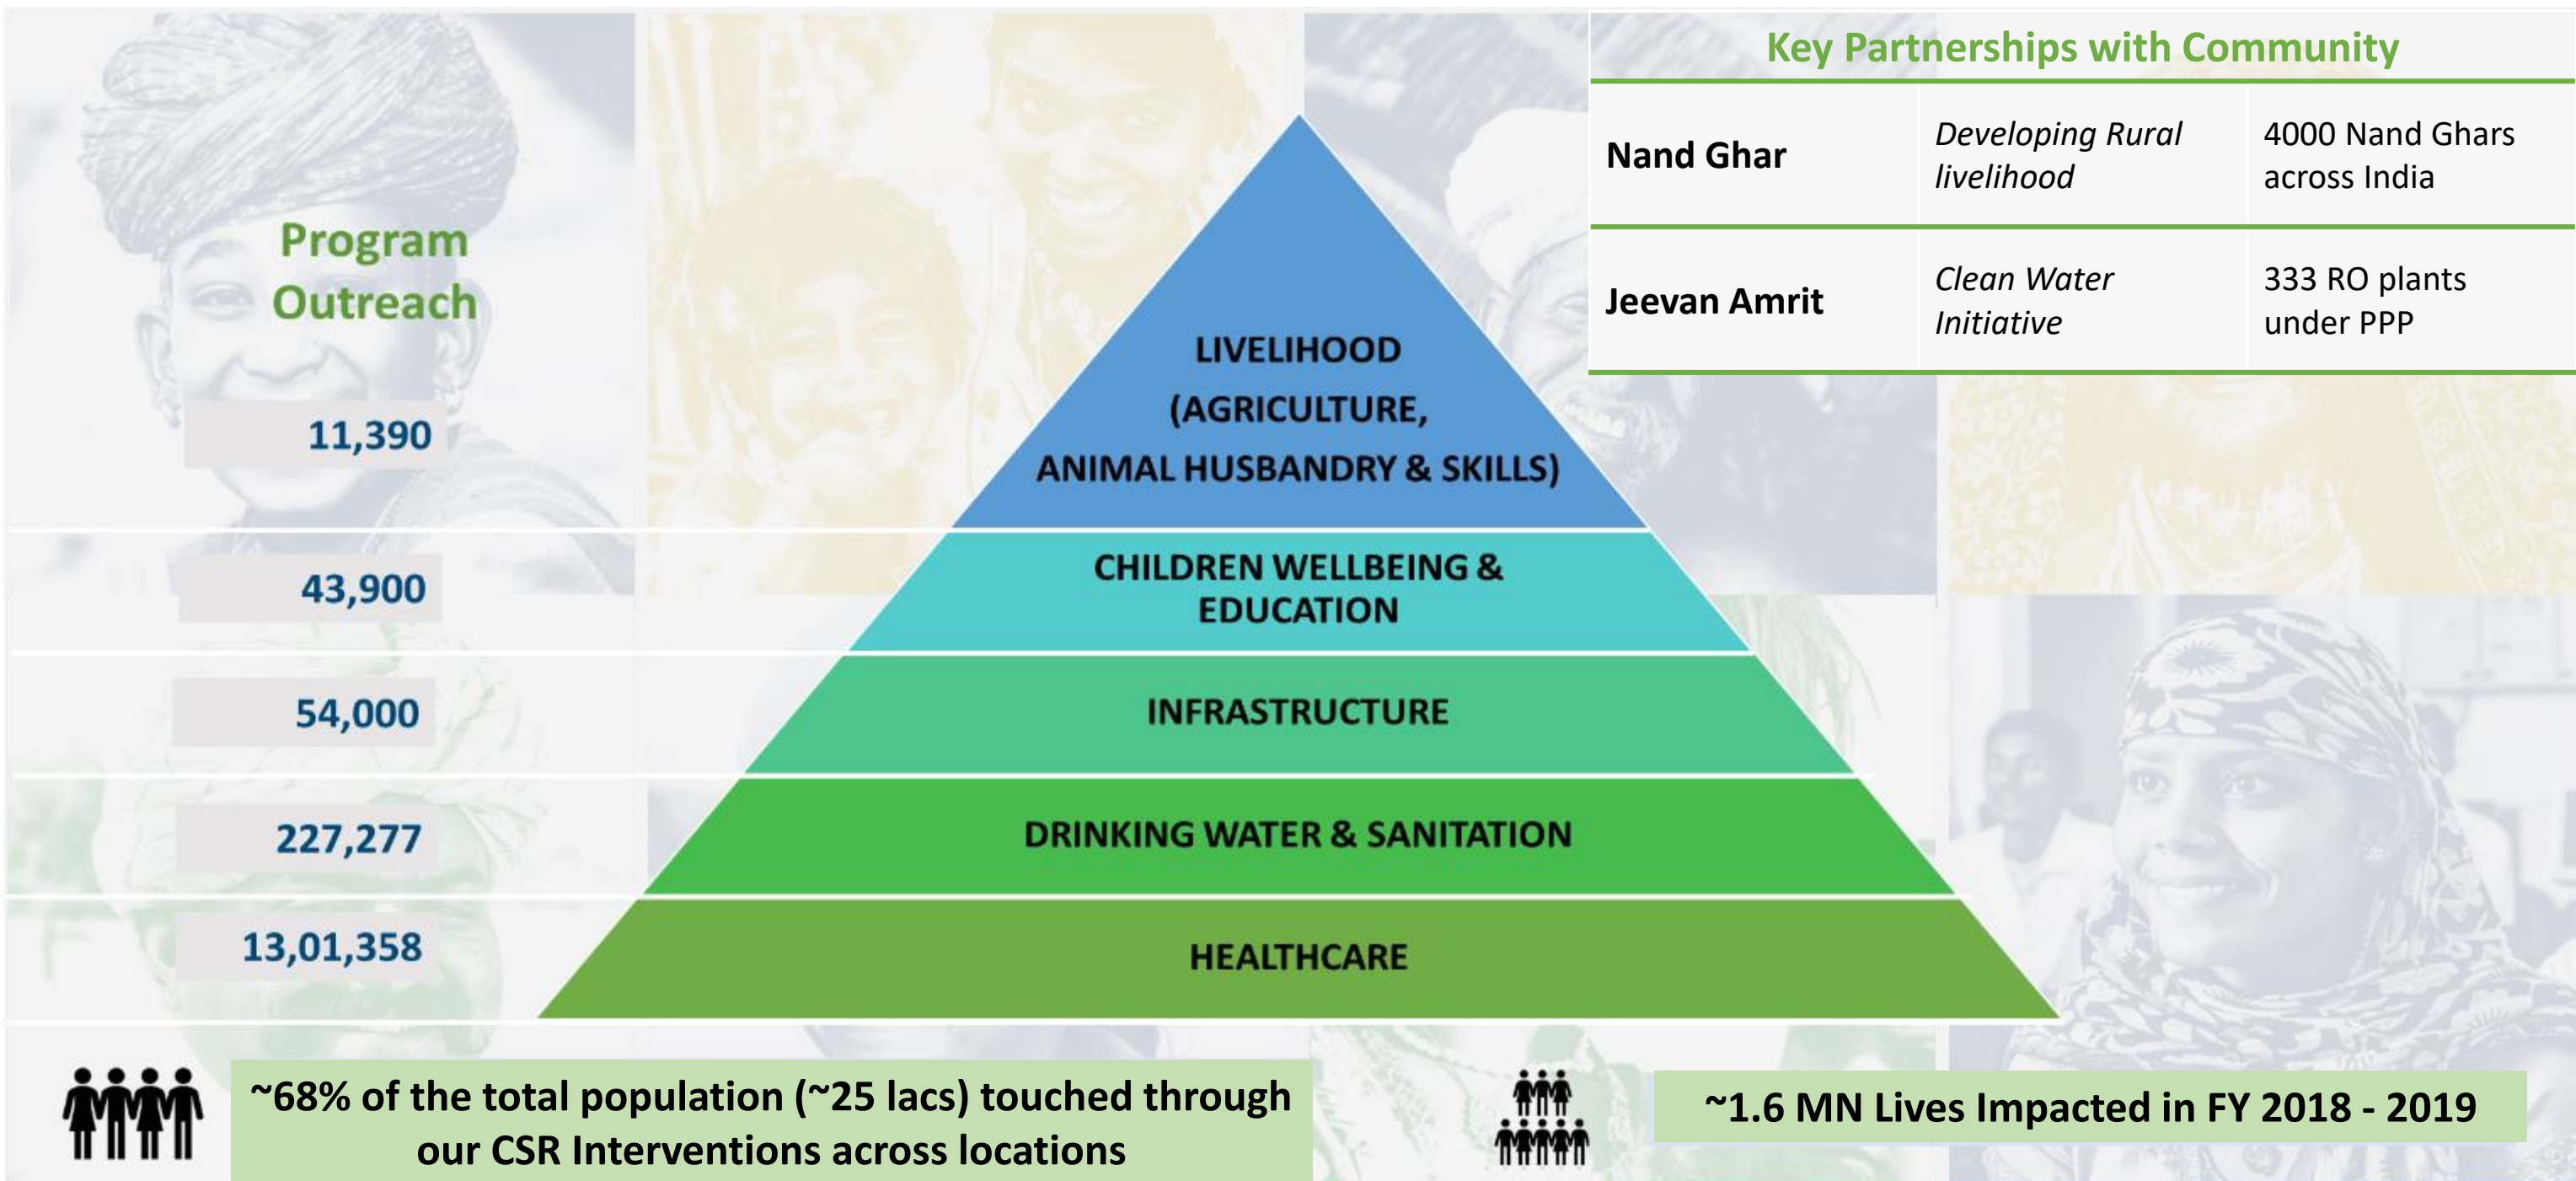 Key Partnerships with Community
Nand Ghar
Developing Rural
livelihood
4000 Nand Ghars
across India
Jeevan Amrit
Clean Water
Initiative
333 RO plants
under PPP
Program
Outreach
11,390
LIVELIHOOD
(AGRICULTURE,
ANIMAL HUSBANDRY & SKILLS)
43,900
CHILDREN WELLBEING &
EDUCATION
54,000
INFRASTRUCTURE
227,277
DRINKING WATER & SANITATION
13,01,358
HEALTHCARE
~68% of the total population (~25 lacs) touched through
our CSR Interventions across locations
~1.6 MN Lives Impacted in FY 2018 - 2019